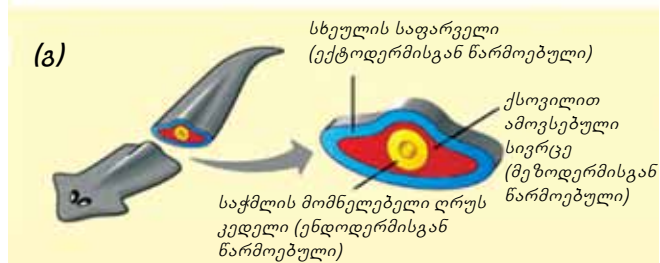 (გ)
სხეულის საფარველი
(ექტოდერმისგან წარმოებული)
ქსოვილით
ამოვსებული
სივრცე
(მეზოდერმისგან
წარმოებული)
საჭმლის მომნელებელი ღრუს
კედელი (ენდოდერმისგან
წარმოებული)